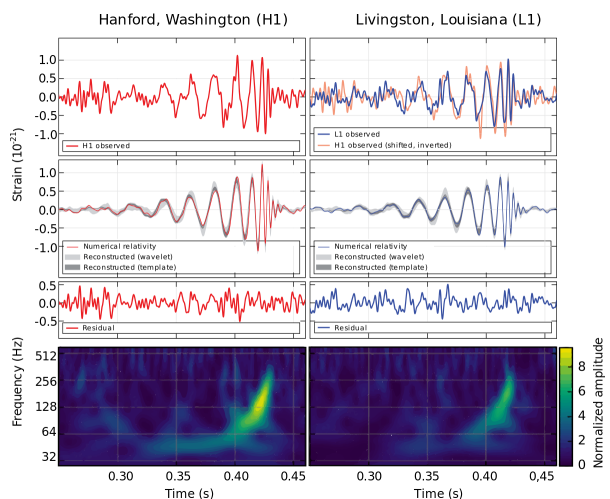 Hanford, Washington (H1)
Livingston, Louisiana (L1)
Strain (10⁻²¹)
1.0
0.5
0.0
-0.5
-1.0
H1 observed
L1 observed
H1 observed (shifted, inverted)
1.0
0.5
0.0
-0.5
-1.0
Numerical relativity
Reconstructed (wavelet)
Reconstructed (template)
Numerical relativity
Reconstructed (wavelet)
Reconstructed (template)
0.5
0.0
-0.5
Residual
Residual
Frequency (Hz)
512
256
128
64
32
0.30
0.35
0.40
0.45
0.30
0.35
0.40
0.45
Time (s)
Time (s)
8
6
4
2
0
Normalized amplitude